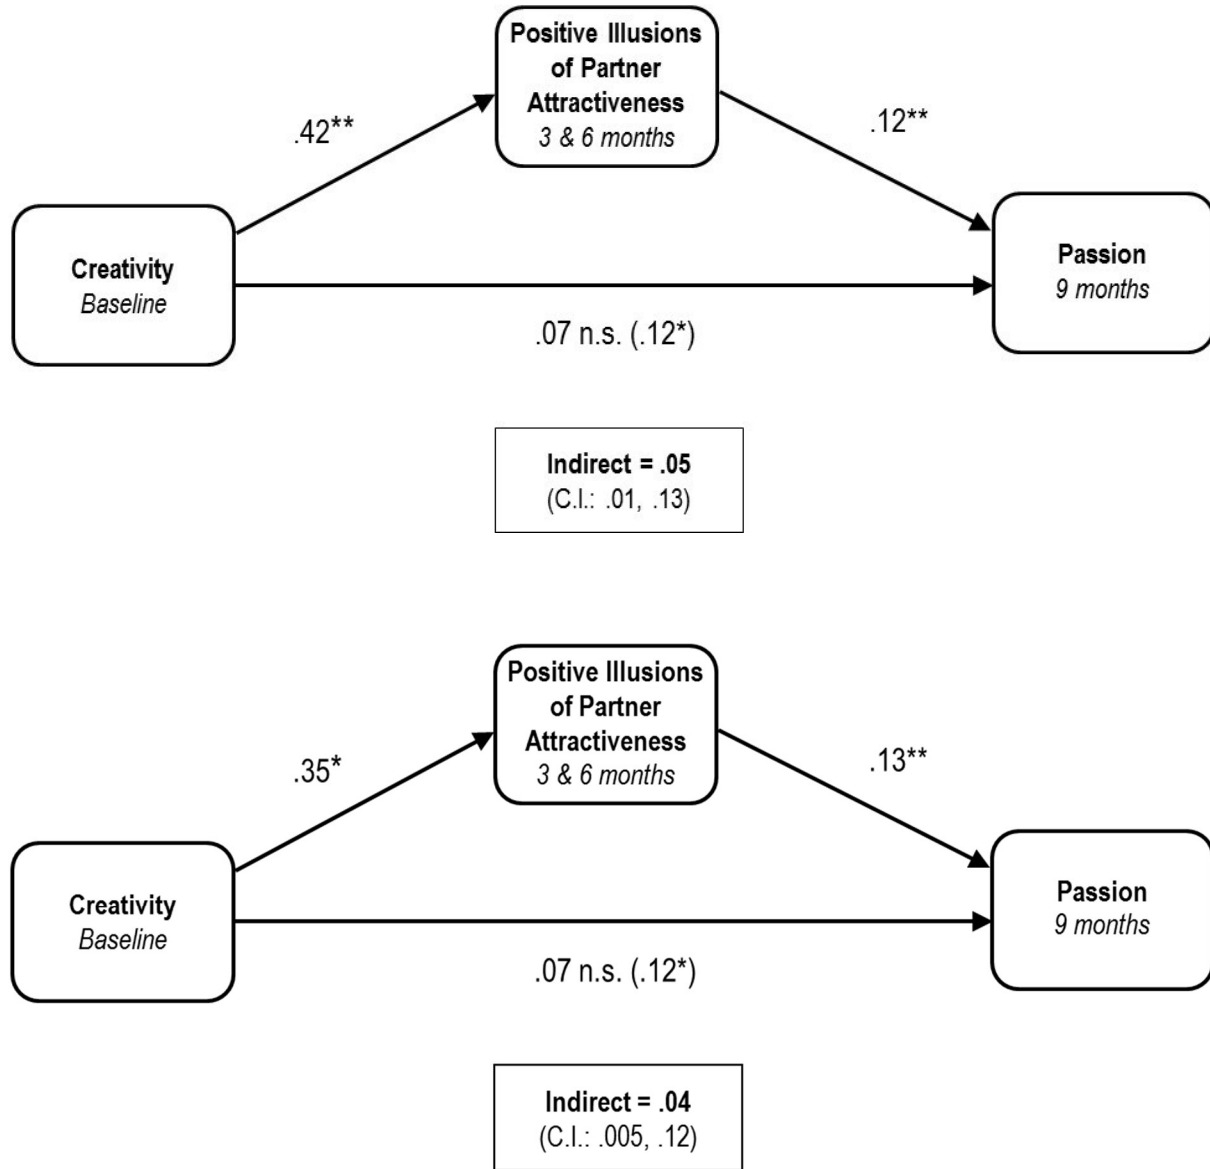 Positive Illusions
of Partner
Attractiveness
3 & 6 months
.42**
.12**
Creativity
Baseline
Passion
9 months
.07 n.s. (.12*)
Indirect = .05
(C.I.: .01, .13)
Positive Illusions
of Partner
Attractiveness
3 & 6 months
.35*
.13**
Creativity
Baseline
Passion
9 months
.07 n.s. (.12*)
Indirect = .04
(C.I.: .005, .12)